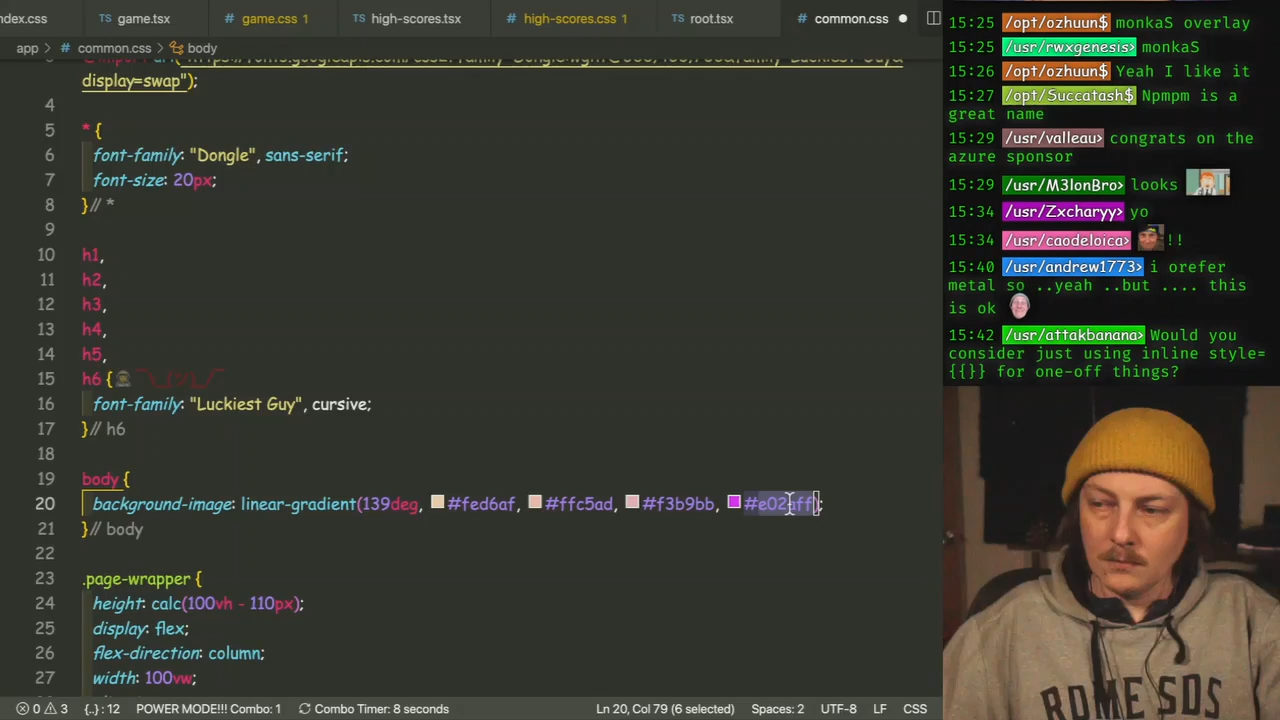 ndex.css
TS game.tsx
# game.css 1
TS high-scores.tsx
# high-scores.css 1
TS root.tsx
# common.css
app > # common.css > body
display=swap");
4
5 * {
6 font-family: "Dongle", sans-serif;
7 font-size: 20px;
8 }// *
9
10 h1,
11 h2,
12 h3,
13 h4,
14 h5,
15 h6 { ¯\_(ツ)_/¯
16 font-family: "Luckiest Guy", cursive;
17 }// h6
18
19 body {
20 background-image: linear-gradient(139deg, #fed6af, #ffc5ad, #f3b9bb, #e02aff);
21 }// body
22
23 .page-wrapper {
24 height: calc(100vh - 110px);
25 display: flex;
26 flex-direction: column;
27 width: 100vw;
0 3 {..} : 12 POWER MODE!!! Combo: 1 Combo Timer: 8 seconds Ln 20, Col 79 (6 selected) Spaces: 2 UTF-8 LF CSS
15:25 /opt/ozhuun$ monkaS overlay
15:25 /usr/rwxgenesis> monkaS
15:26 /opt/ozhuun$ Yeah I like it
15:27 /opt/Succatash$ Npmpm is a
great name
15:29 /usr/valleau> congrats on the
azure sponsor
15:29 /usr/M3lonBro> looks
15:34 /usr/Zxcharyy> yo
15:34 /usr/caodeloica> !!
15:40 /usr/andrew1773> i orefer
metal so ..yeah ..but .... this
is ok
15:42 /usr/attakbanana> Would you
consider just using inline style=
{{}} for one-off things?
ROME SDS